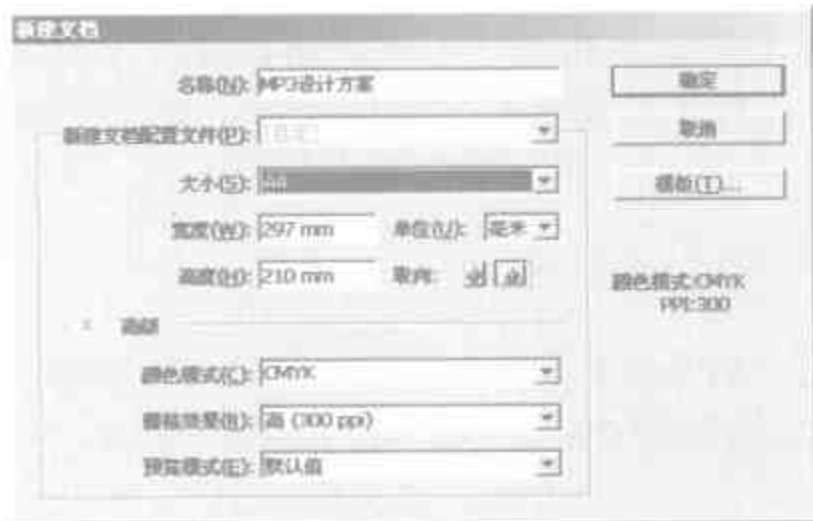 新建文档
名称(N): MP3设计方案
确定
新建文档配置文件(P):
取消
大小(S): A4
模板(T)...
宽度(W): 297 mm 单位(U): 毫米
高度(H): 210 mm 取向:
颜色模式:CMYK
PPI:300
高级
颜色模式(C): CMYK
栅格效果(R): 高 (300 ppi)
预览模式(E): 默认值